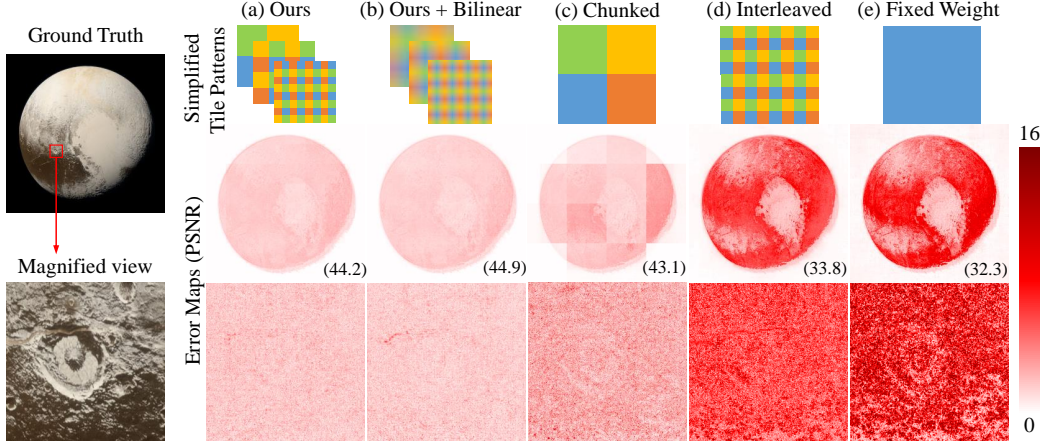 (a) Ours
(b) Ours + Bilinear
(c) Chunked
(d) Interleaved
(e) Fixed Weight
Ground Truth
Simplified
Tile Patterns
16
(44.2)
(44.9)
(43.1)
(33.8)
(32.3)
Magnified view
Error Maps (PSNR)
0